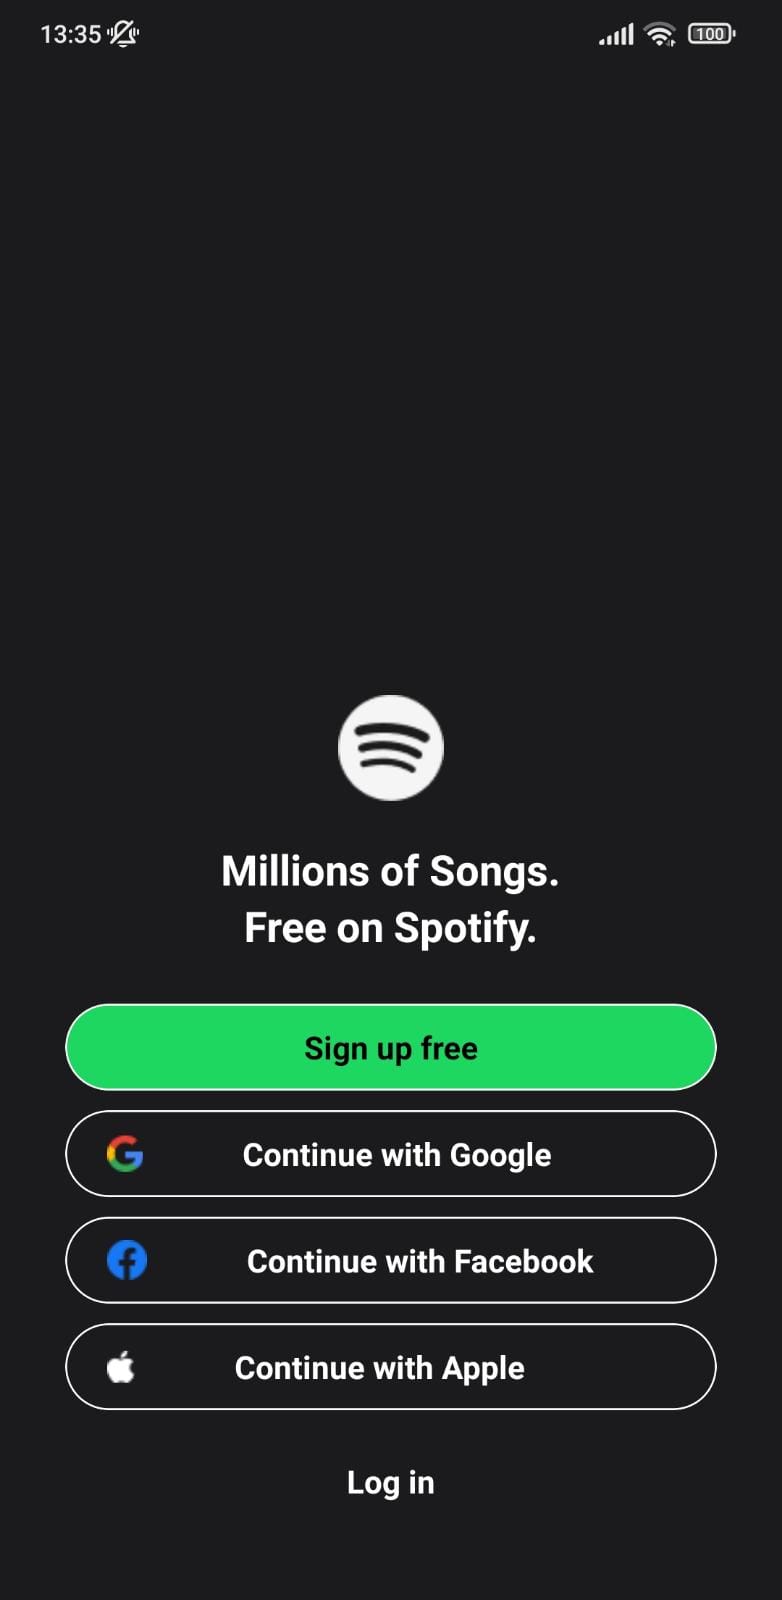 13:35
100
Millions of Songs.
Free on Spotify.
Sign up free
Continue with Google
Continue with Facebook
Continue with Apple
Log in